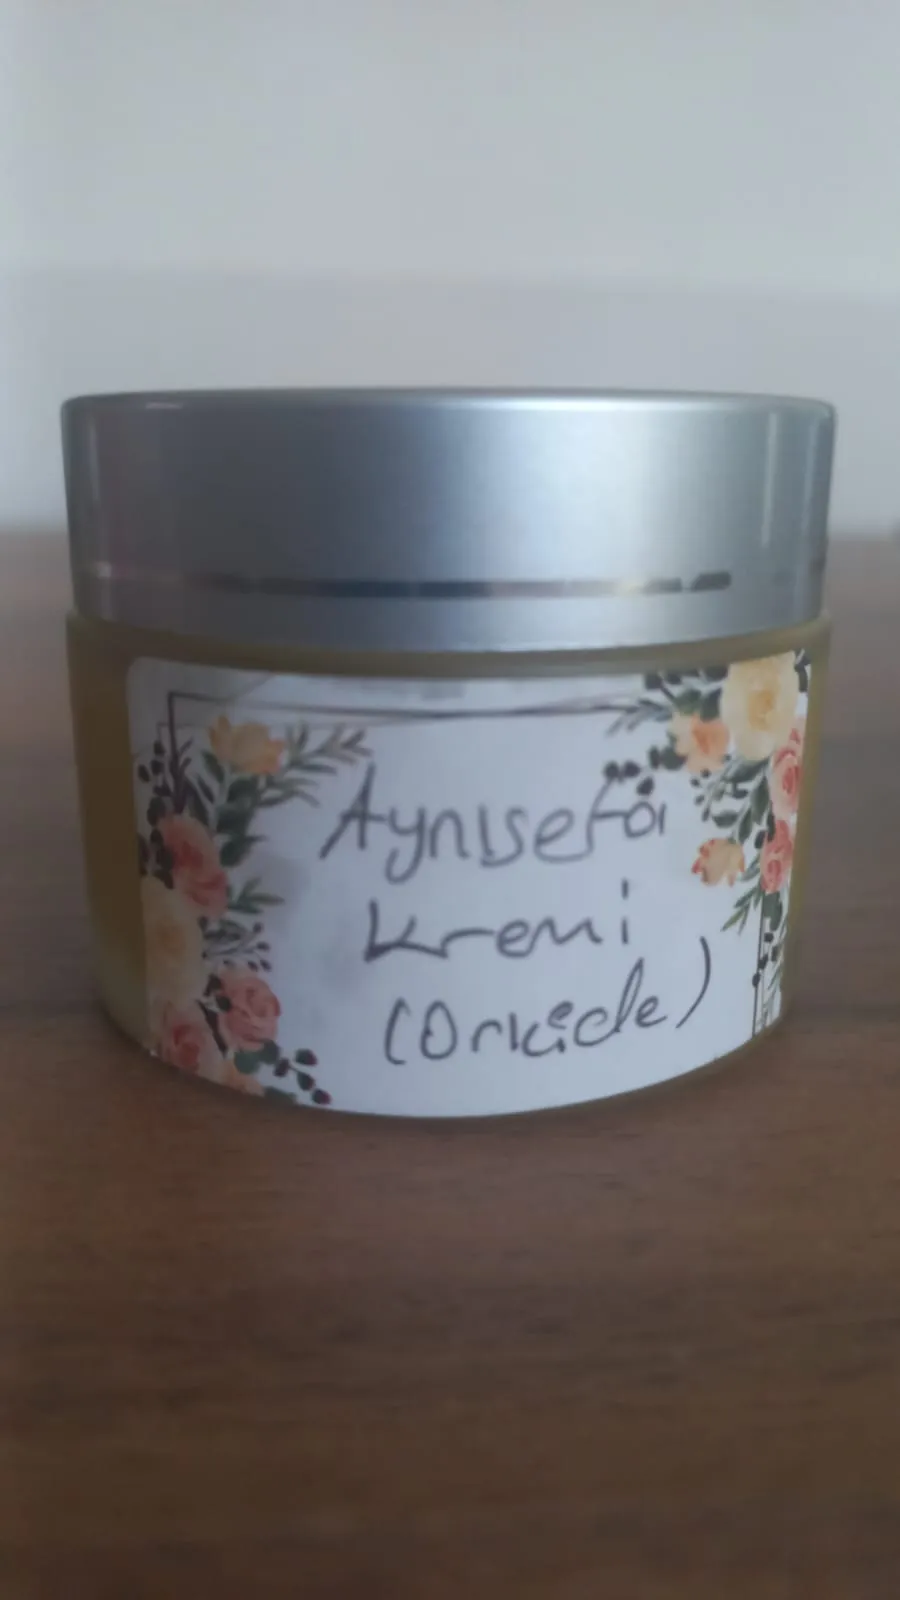 Aynısefa
Kremi
(Orkide)